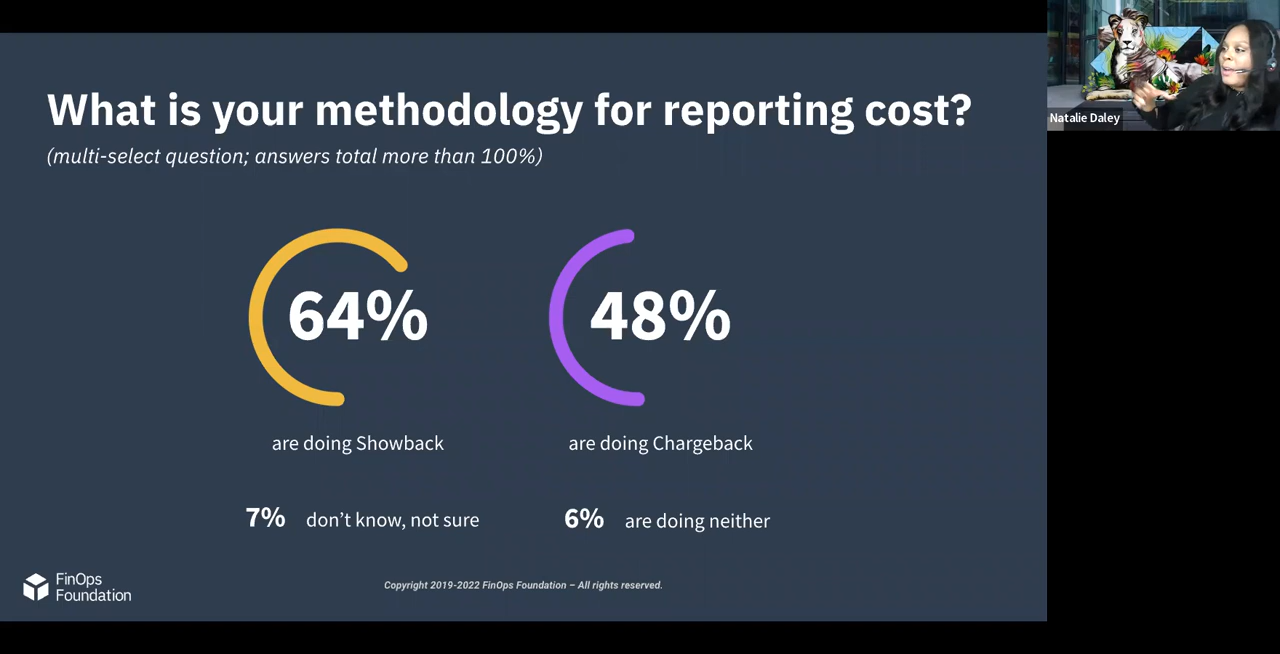 What is your methodology for reporting cost?
(multi-select question; answers total more than 100%)
Natalie Daley
64%
48%
are doing Showback
are doing Chargeback
7% don’t know, not sure
6% are doing neither
FinOps
Foundation
Copyright 2019-2022 FinOps Foundation – All rights reserved.